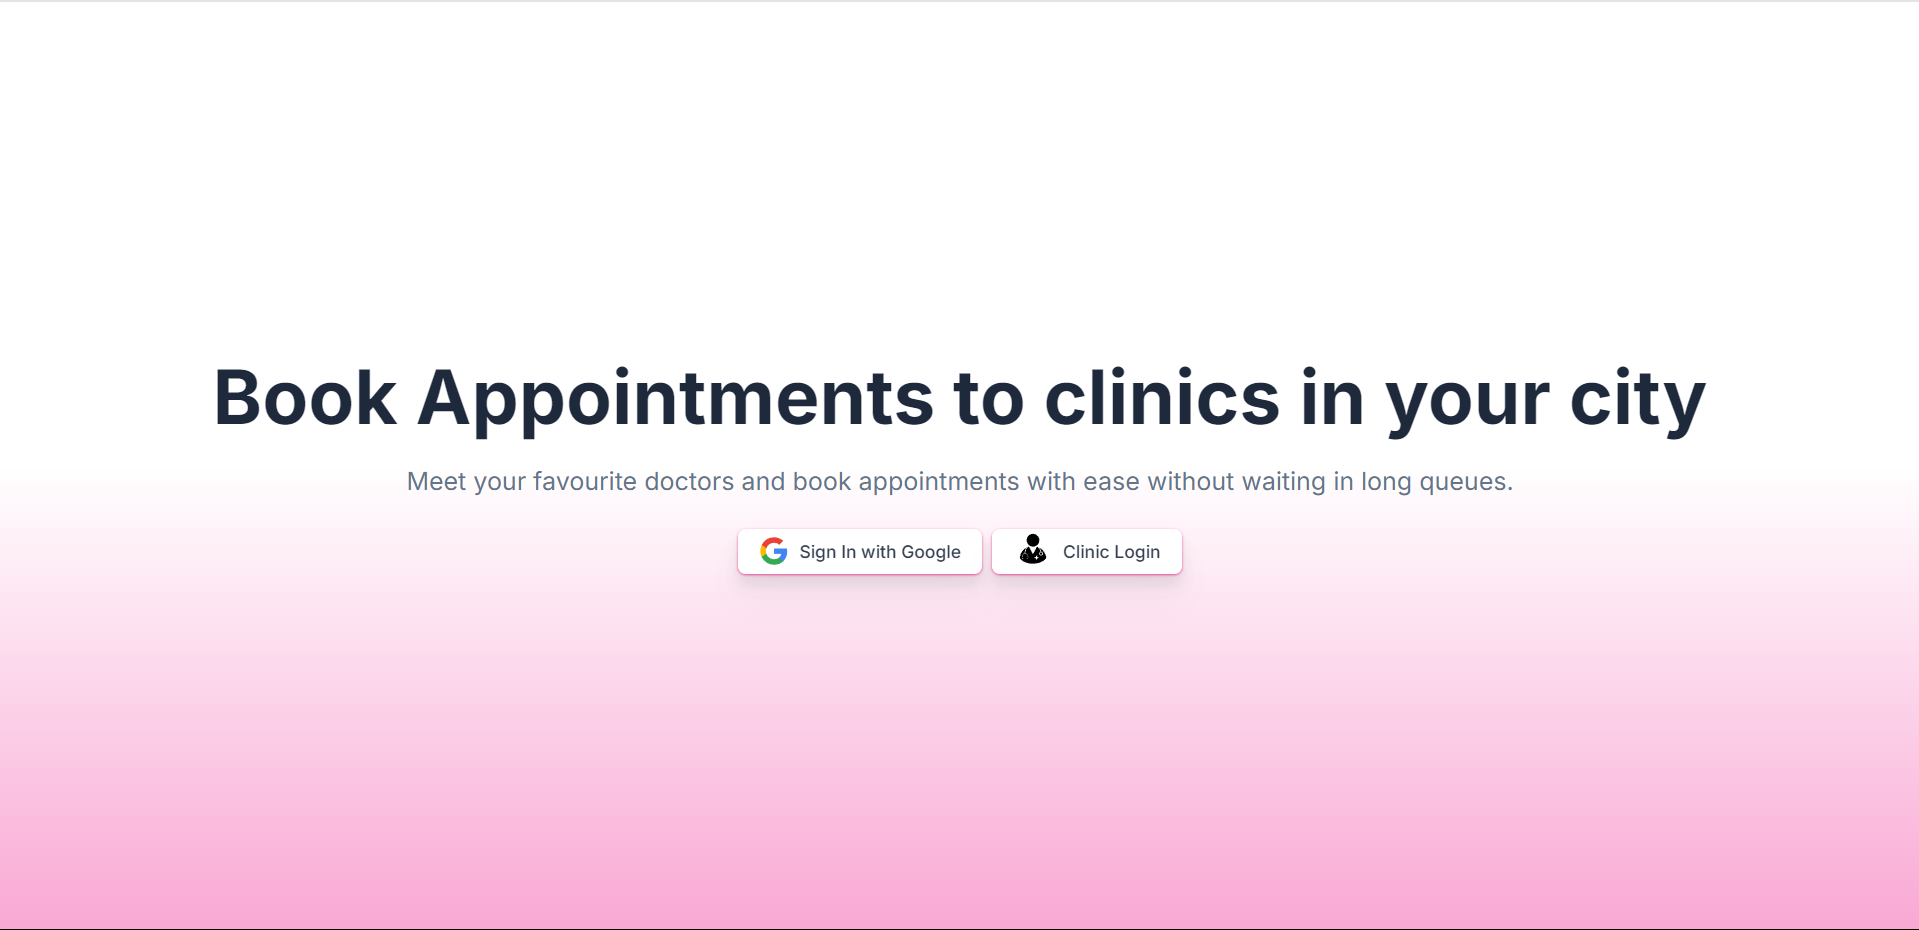 Book Appointments to clinics in your city
Meet your favourite doctors and book appointments with ease without waiting in long queues.
Sign In with Google
Clinic Login